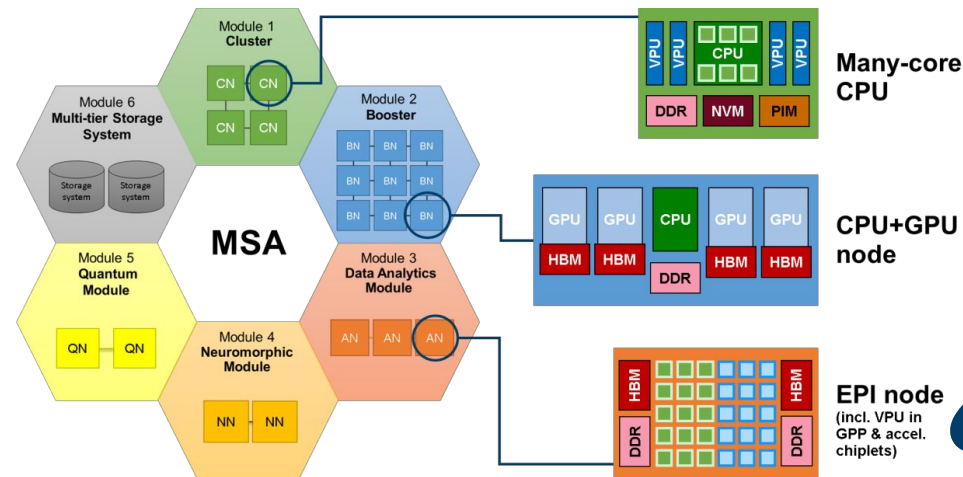 Module 1
Cluster
CN
CN
CN
CN
Module 2
Booster
BN
BN
BN
BN
BN
BN
BN
BN
BN
Module 6
Multi-tier Storage
System
Storage
system
Storage
system
MSA
Module 5
Quantum
Module
QN
QN
Module 3
Data Analytics
Module
AN
AN
AN
Module 4
Neuromorphic
Module
NN
NN
VPU
VPU
CPU
VPU
VPU
DDR
NVM
PIM
Many-core
CPU
GPU
GPU
CPU
GPU
GPU
HBM
HBM
HBM
HBM
DDR
CPU+GPU
node
HBM
HBM
DDR
DDR
EPI node
(incl. VPU in
GPP & accel.
chiplets)